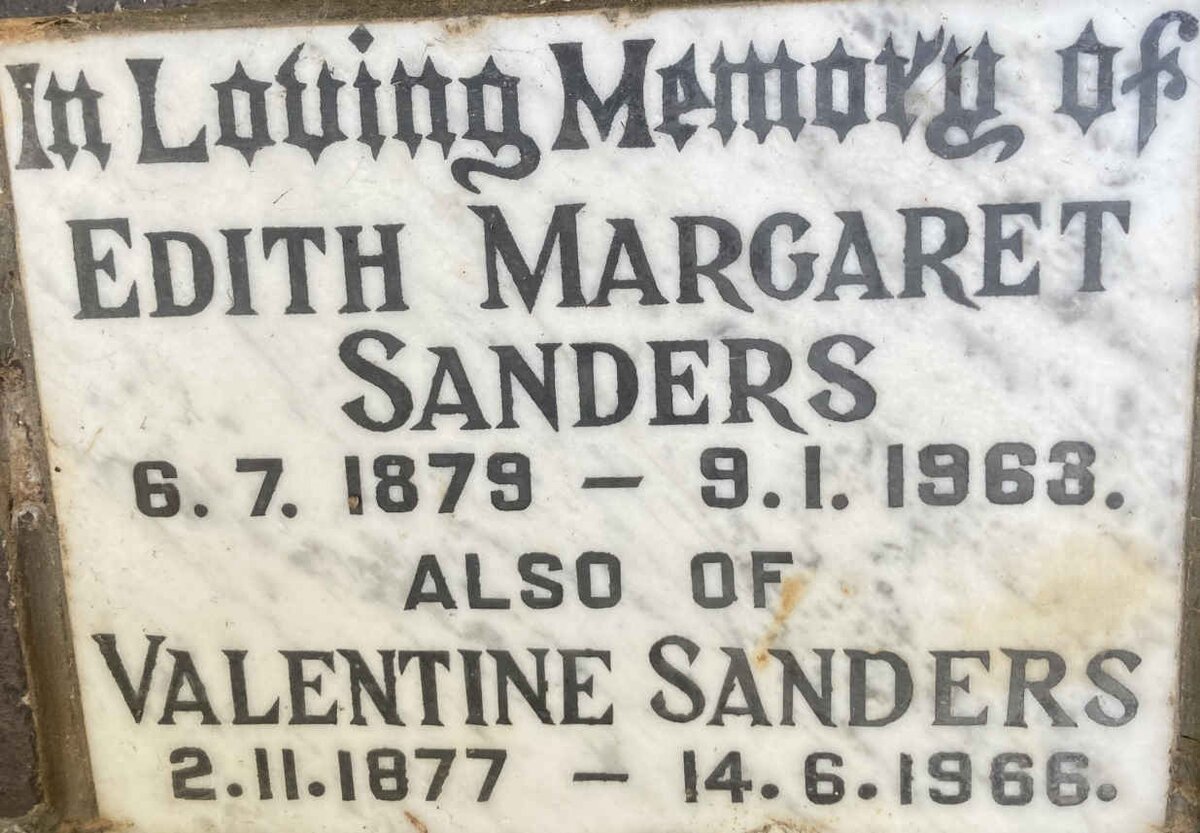 In Loving Memory of
EDITH MARGARET
SANDERS
6. 7. 1879 – 9. 1. 1963.
ALSO OF
VALENTINE SANDERS
2.11.1877 – 14.6.1966.